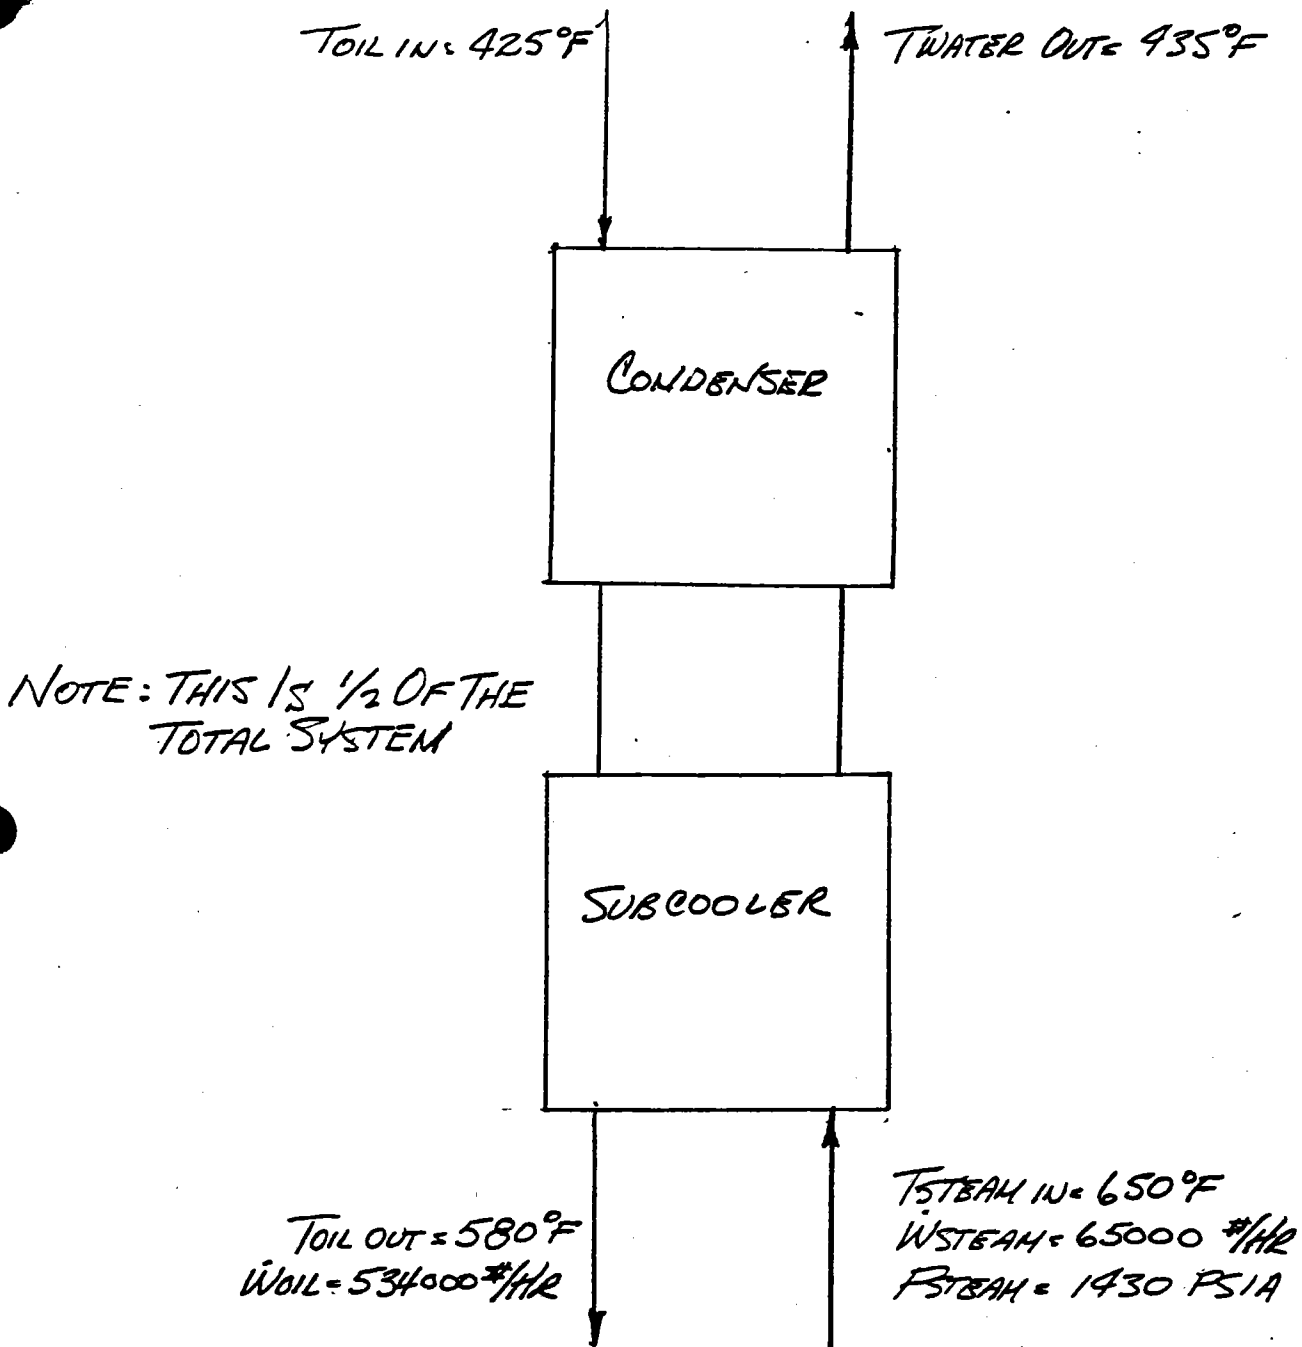 TOIL IN= 425°F
TWATER OUT= 435°F
CONDENSER
NOTE: THIS IS 1/2 OF THE
TOTAL SYSTEM
SUBCOOLER
TOIL OUT= 580°F
ẆOIL= 534000 #/HR
TSTEAM IN= 650°F
ẆSTEAM= 65000 #/HR
PSTEAM= 1430 PSIA